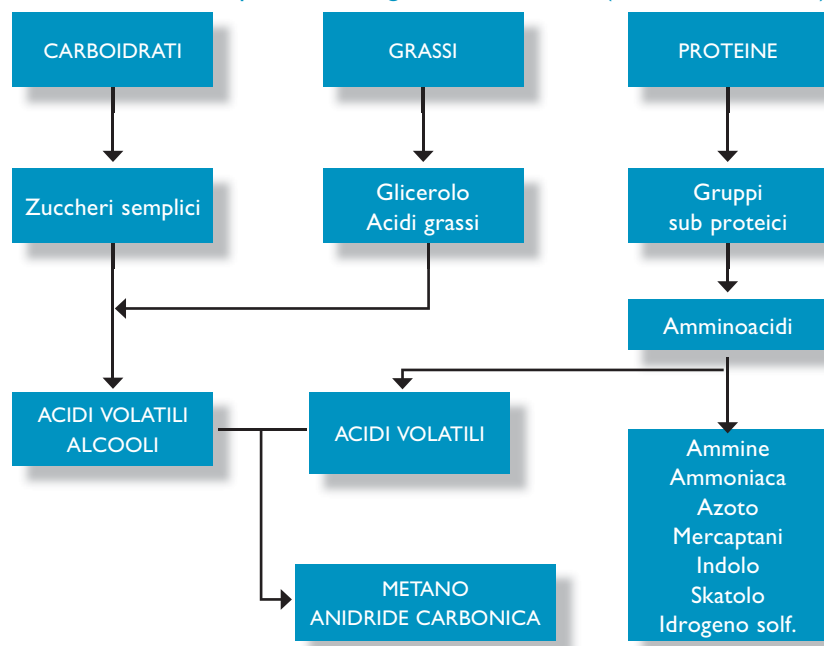 CARBOIDRATI
GRASSI
PROTEINE
Zuccheri semplici
Glicerolo
Acidi grassi
Gruppi
sub proteici
Amminoacidi
ACIDI VOLATILI
ALCOOLI
ACIDI VOLATILI
Ammine
Ammoniaca
Azoto
Mercaptani
Indolo
Skatolo
Idrogeno solf.
METANO
ANIDRIDE CARBONICA